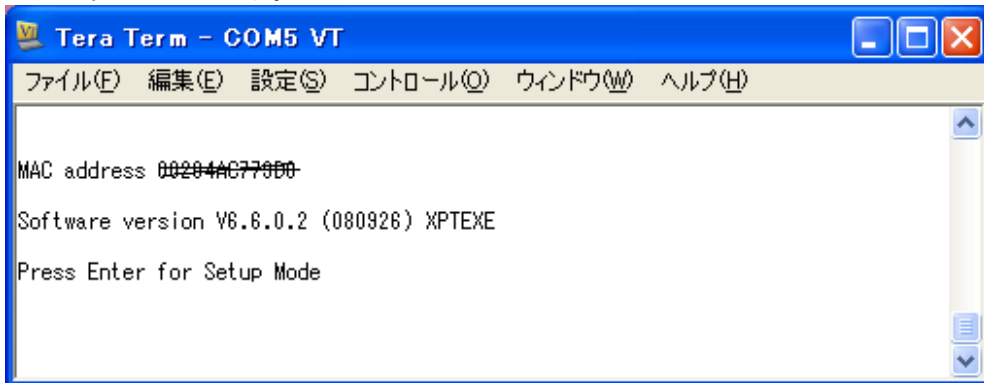 Tera Term - COM5 VT
ファイル(F) 編集(E) 設定(S) コントロール(O) ウィンドウ(W) ヘルプ(H)
MAC address
Software version V6.6.0.2 (080926) XPTEXE
Press Enter for Setup Mode